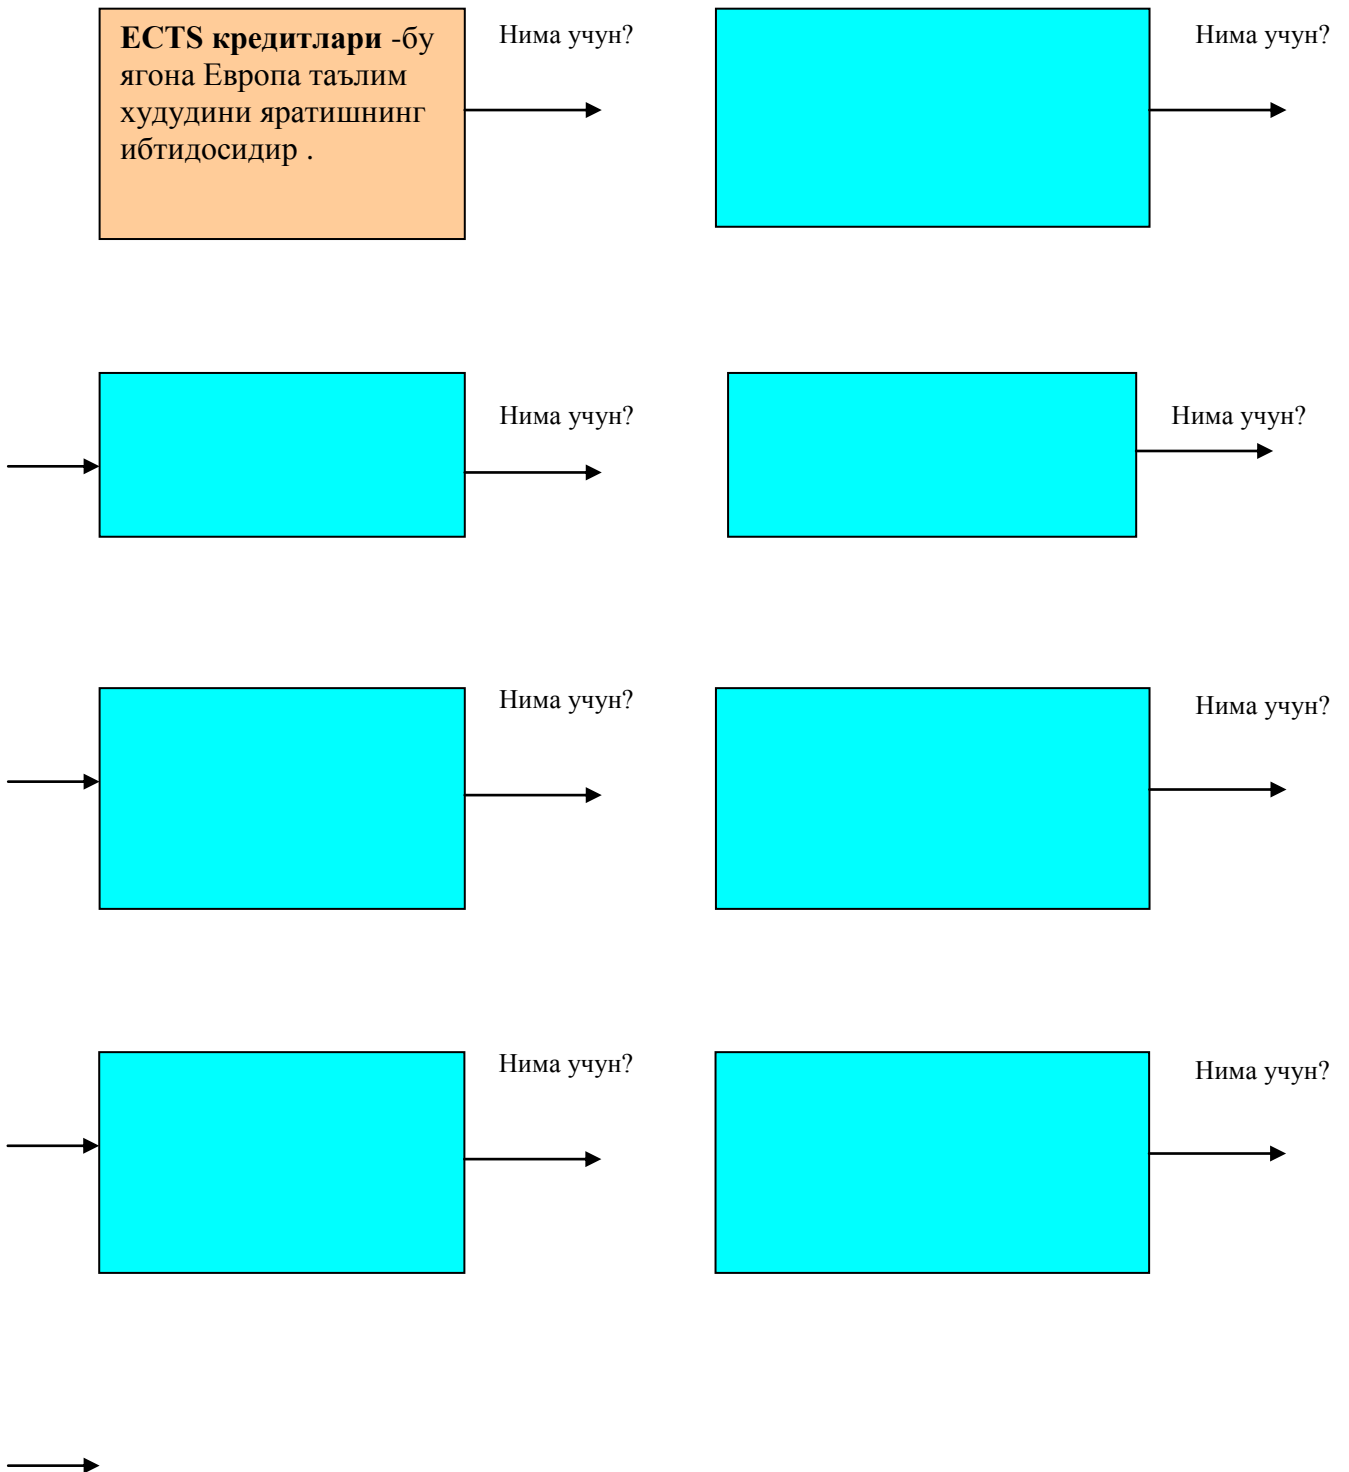 ECTS кредитлари -бу
ягона Европа таълим
худудини яратишнинг
ибтидосидир .
Нима учун?
Нима учун?
Нима учун?
Нима учун?
Нима учун?
Нима учун?
Нима учун?
Нима учун?